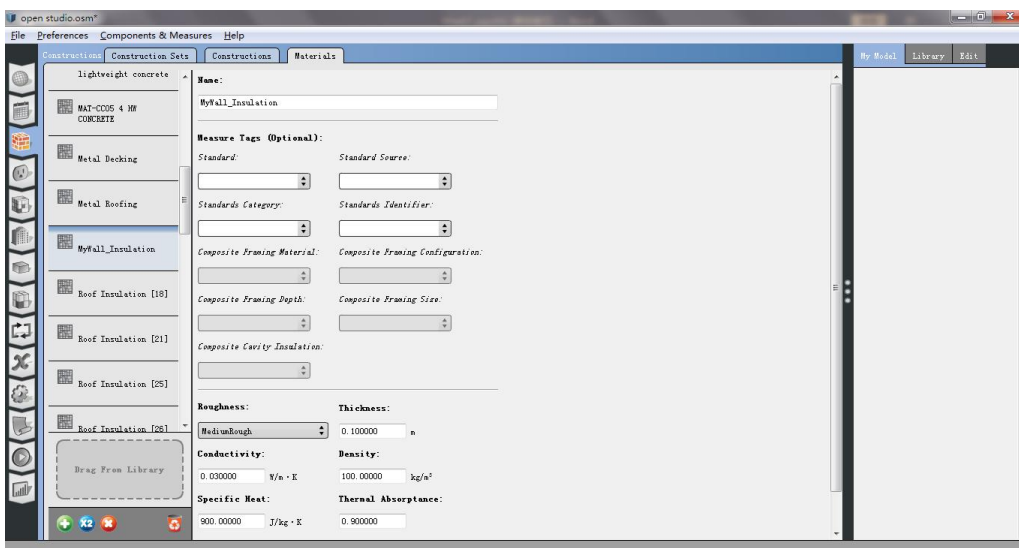 open studio.osm*
File Preferences Components & Measures Help
Constructions Construction Sets Constructions Materials My Model Library Edit
lightweight concrete
MAT-CC05 4 HW
CONCRETE
Metal Decking
Metal Roofing
MyWall_Insulation
Roof Insulation [18]
Roof Insulation [21]
Roof Insulation [25]
Roof Insulation [26]
Drag From Library
X2
Name:
MyWall_Insulation
Measure Tags (Optional):
Standard: Standard Source:
Standards Category: Standards Identifier:
Composite Framing Material: Composite Framing Configuration:
Composite Framing Depth: Composite Framing Size:
Composite Cavity Insulation:
Roughness: Thickness:
MediumRough 0.100000 m
Conductivity: Density:
0.030000 W/m·K 100.00000 kg/m³
Specific Heat: Thermal Absorptance:
900.00000 J/kg·K 0.900000